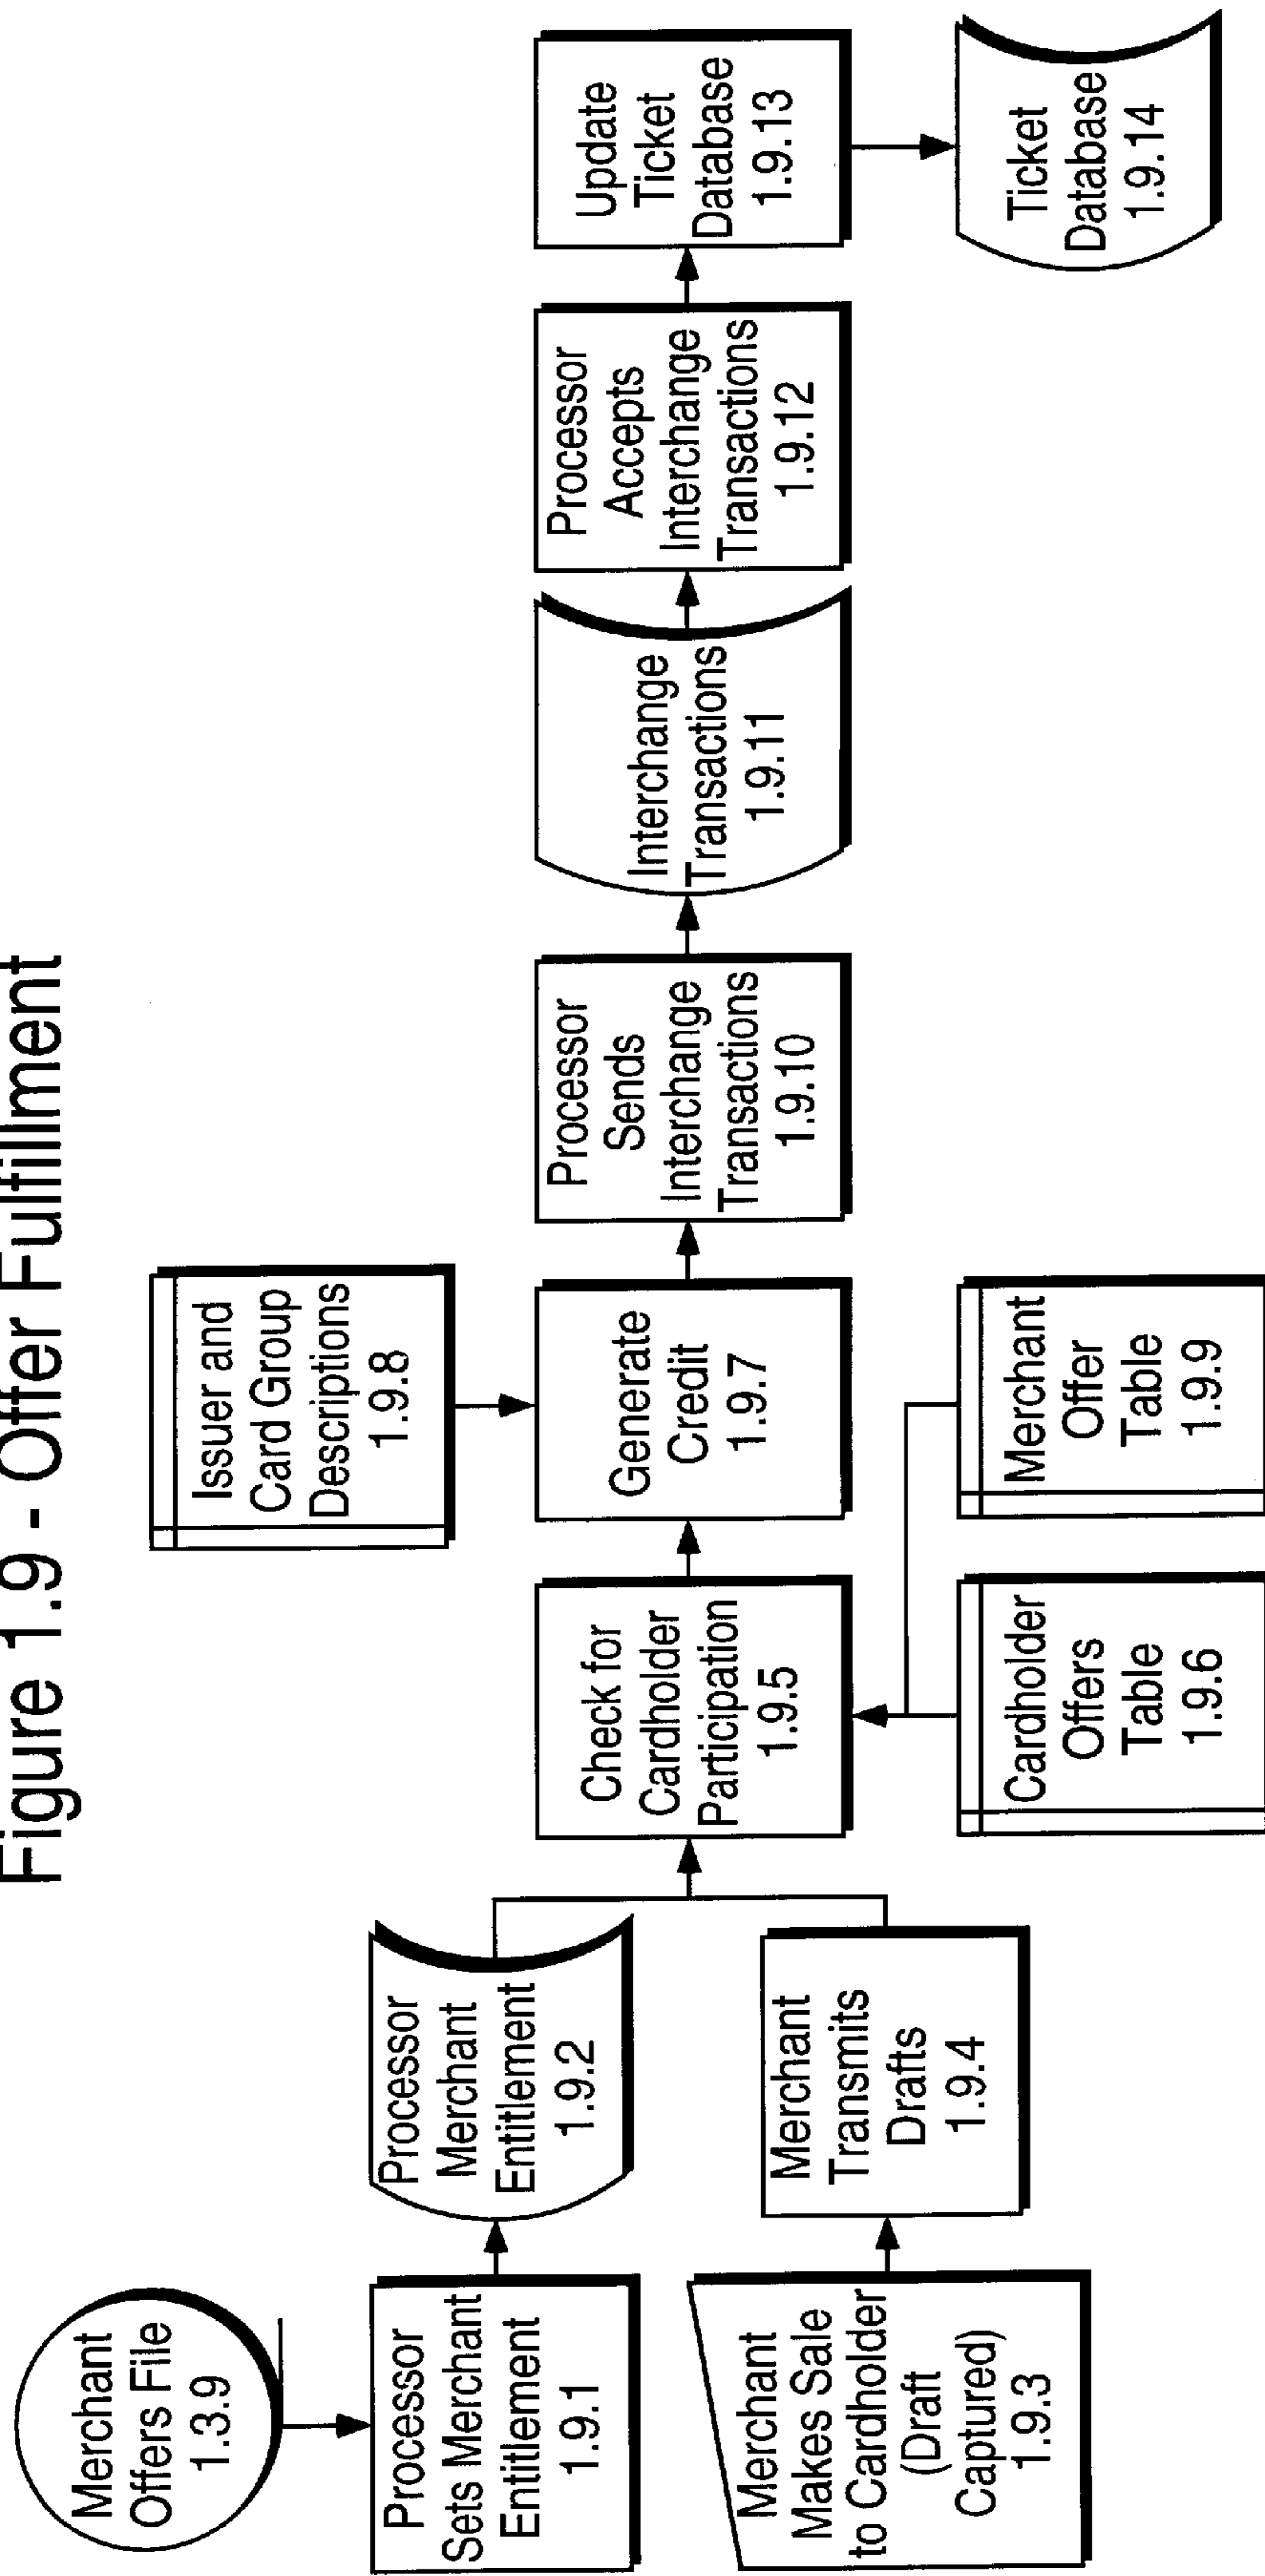 Figure 1.9 - Offer Fulfillment
Merchant
Offers File
1.3.9
Processor
Sets Merchant
Entitlement
1.9.1
Processor
Merchant
Entitlement
1.9.2
Merchant
Makes Sale
to Cardholder
(Draft
Captured)
1.9.3
Merchant
Transmits
Drafts
1.9.4
Check for
Cardholder
Participation
1.9.5
Cardholder
Offers
Table
1.9.6
Issuer and
Card Group
Descriptions
1.9.8
Generate
Credit
1.9.7
Merchant
Offer
Table
1.9.9
Processor
Sends
Interchange
Transactions
1.9.10
Interchange
Transactions
1.9.11
Processor
Accepts
Interchange
Transactions
1.9.12
Update
Ticket
Database
1.9.13
Ticket
Database
1.9.14